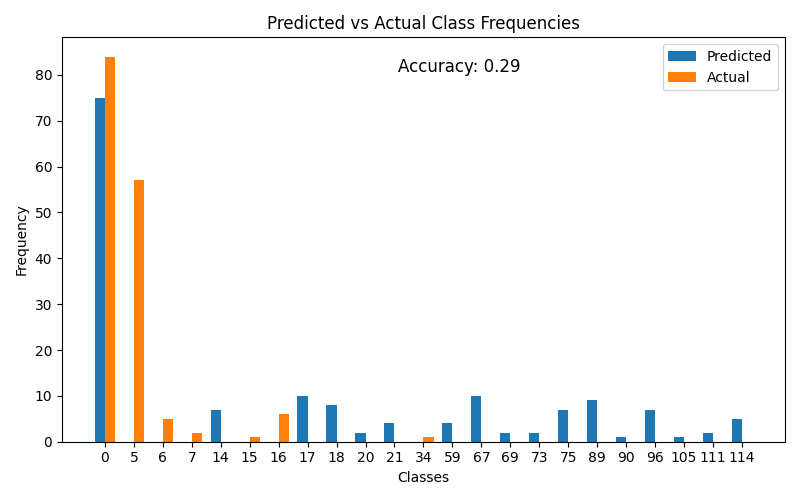 Predicted vs Actual Class Frequencies
Accuracy: 0.29
Predicted
Actual
Frequency
80
70
60
50
40
30
20
10
0
0 5 6 7 14 15 16 17 18 20 21 34 59 67 69 73 75 89 90 96 105 111 114
Classes